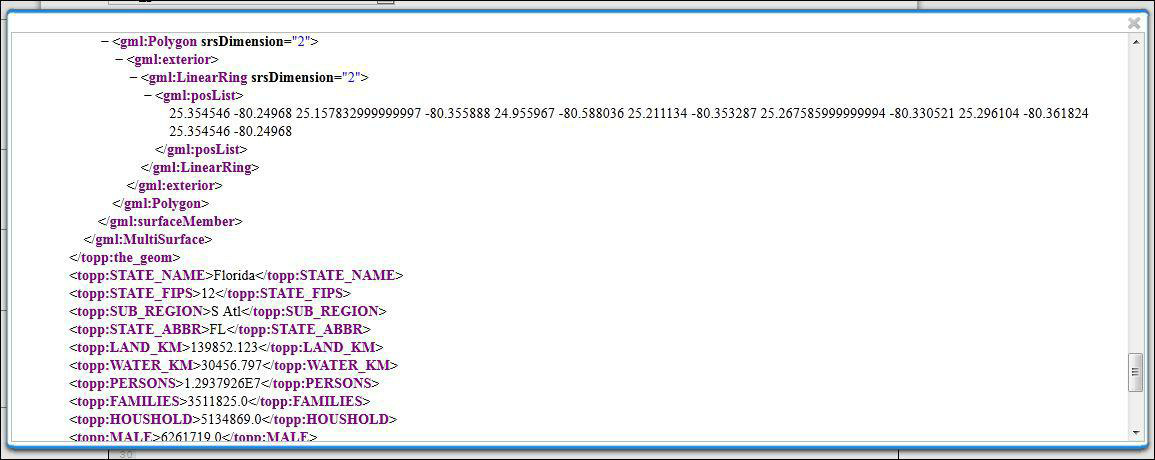 − <gml:Polygon srsDimension="2">
− <gml:exterior>
− <gml:LinearRing srsDimension="2">
− <gml:posList>
25.354546 -80.24968 25.157832999999997 -80.355888 24.955967 -80.588036 25.211134 -80.353287 25.267585999999994 -80.330521 25.296104 -80.361824
25.354546 -80.24968
</gml:posList>
</gml:LinearRing>
</gml:exterior>
</gml:Polygon>
</gml:surfaceMember>
</gml:MultiSurface>
</topp:the_geom>
<topp:STATE_NAME>Florida</topp:STATE_NAME>
<topp:STATE_FIPS>12</topp:STATE_FIPS>
<topp:SUB_REGION>S Atl</topp:SUB_REGION>
<topp:STATE_ABBR>FL</topp:STATE_ABBR>
<topp:LAND_KM>139852.123</topp:LAND_KM>
<topp:WATER_KM>30456.797</topp:WATER_KM>
<topp:PERSONS>1.2937926E7</topp:PERSONS>
<topp:FAMILIES>3511825.0</topp:FAMILIES>
<topp:HOUSHOLD>5134869.0</topp:HOUSHOLD>
<topp:MALE>6261719.0</topp:MALE>
30